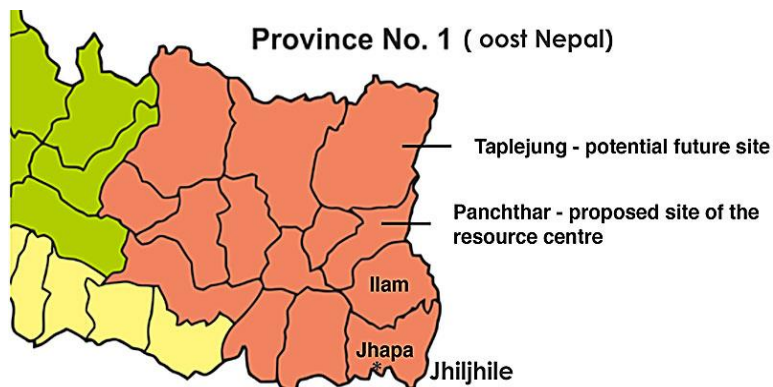 Province No. 1 ( oost Nepal)
Taplejung - potential future site
Panchthar - proposed site of the
resource centre
Ilam
Jhapa
*
Jhiljhile